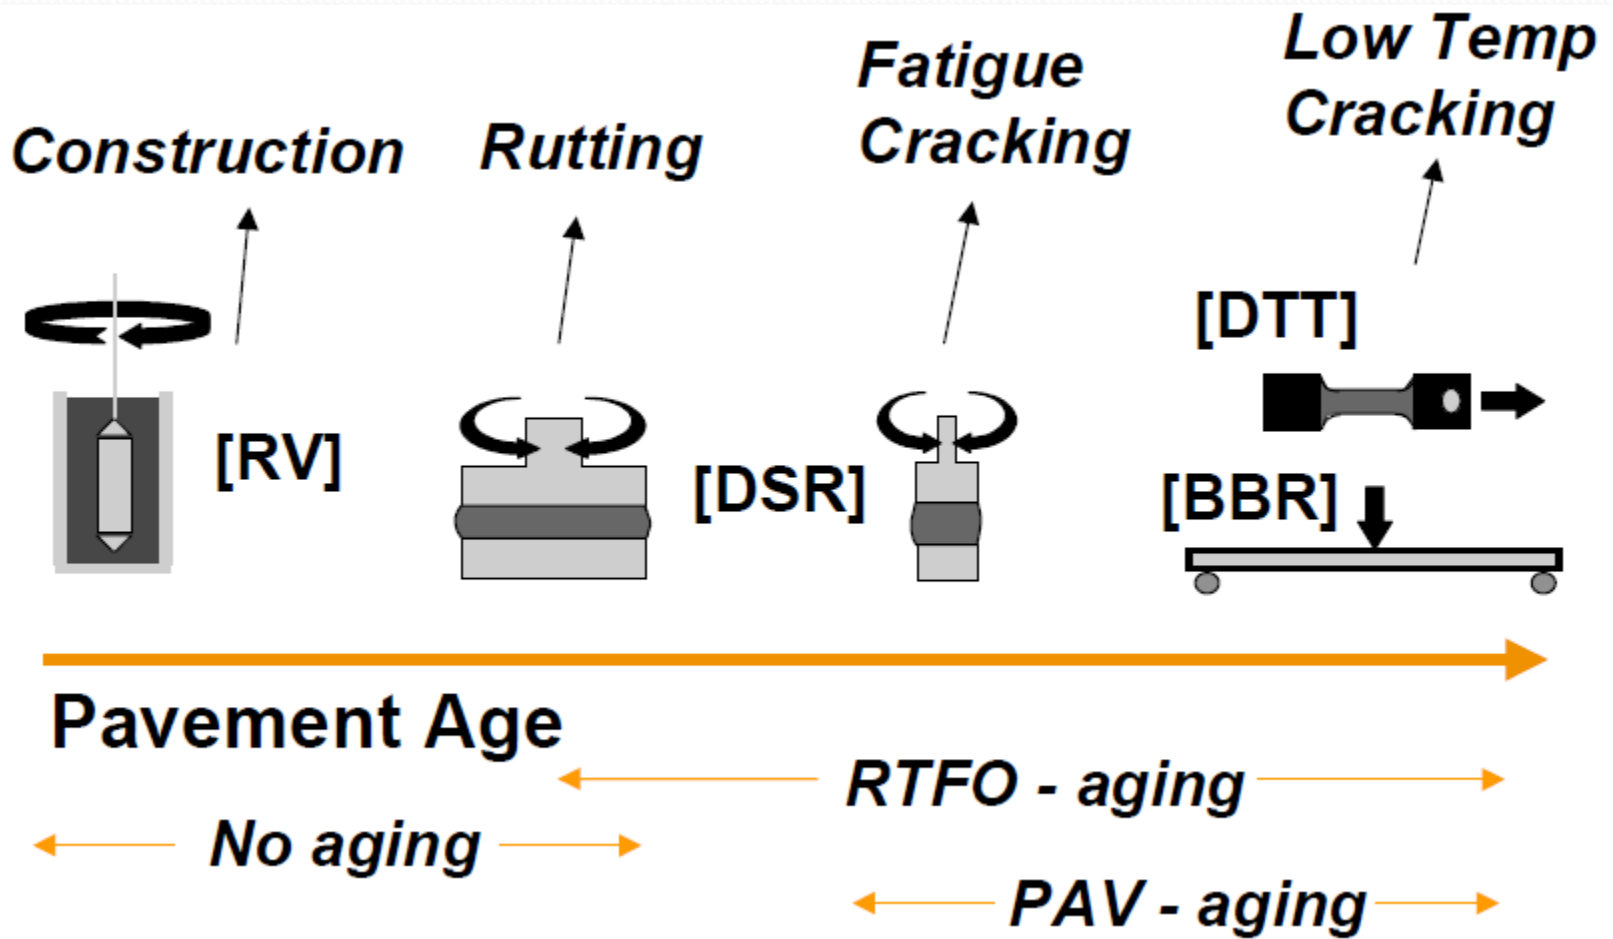 Construction
Rutting
Fatigue
Cracking
Low Temp
Cracking
[RV]
[DSR]
[DTT]
[BBR]
Pavement Age
RTFO - aging
No aging
PAV - aging